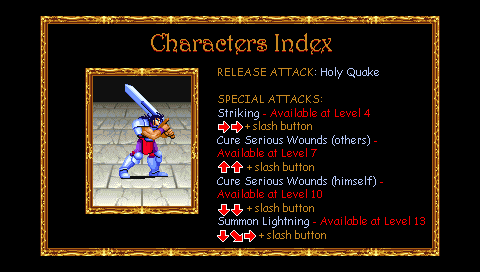 Characters Index
RELEASE ATTACK: Holy Quake
SPECIAL ATTACKS:
Striking - Available at Level 4
+ slash button
Cure Serious Wounds (others) -
Available at Level 7
+ slash button
Cure Serious Wounds (himself) -
Available at Level 10
+ slash button
Summon Lightning - Available at Level 13
+ slash button